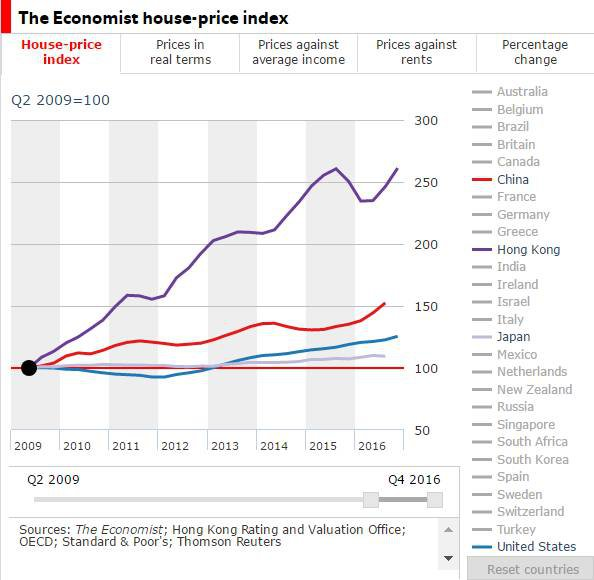 The Economist house-price index
House-price
index
Prices in
real terms
Prices against
average income
Prices against
rents
Percentage
change
Q2 2009=100
300
250
200
150
100
50
2009 2010 2011 2012 2013 2014 2015 2016
Australia
Belgium
Brazil
Britain
Canada
China
France
Germany
Greece
Hong Kong
India
Ireland
Israel
Italy
Japan
Mexico
Netherlands
New Zealand
Russia
Singapore
South Africa
South Korea
Spain
Sweden
Switzerland
Turkey
United States
Reset countries
Q2 2009 Q4 2016
Sources: The Economist; Hong Kong Rating and Valuation Office;
OECD; Standard & Poor's; Thomson Reuters